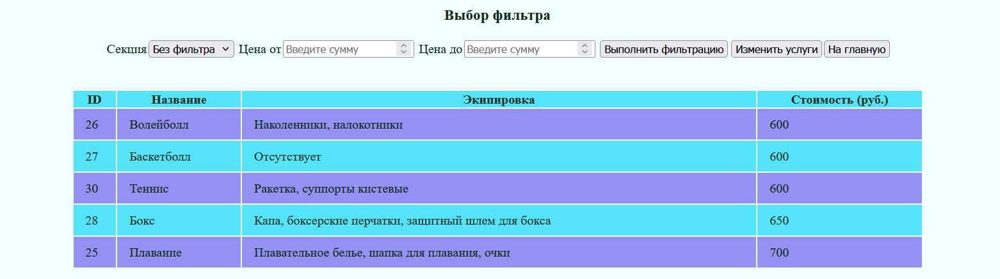 Выбор фильтра
Секция Без фильтра Цена от Введите сумму Цена до Введите сумму Выполнить фильтрацию Изменить услуги На главную
ID Название Экипировка Стоимость (руб.)
26 Волейболл Наколенники, налокотники 600
27 Баскетболл Отсутствует 600
30 Теннис Ракетка, суппорты кистевые 600
28 Бокс Капа, боксерские перчатки, защитный шлем для бокса 650
25 Плавание Плавательное белье, шапка для плавания, очки 700